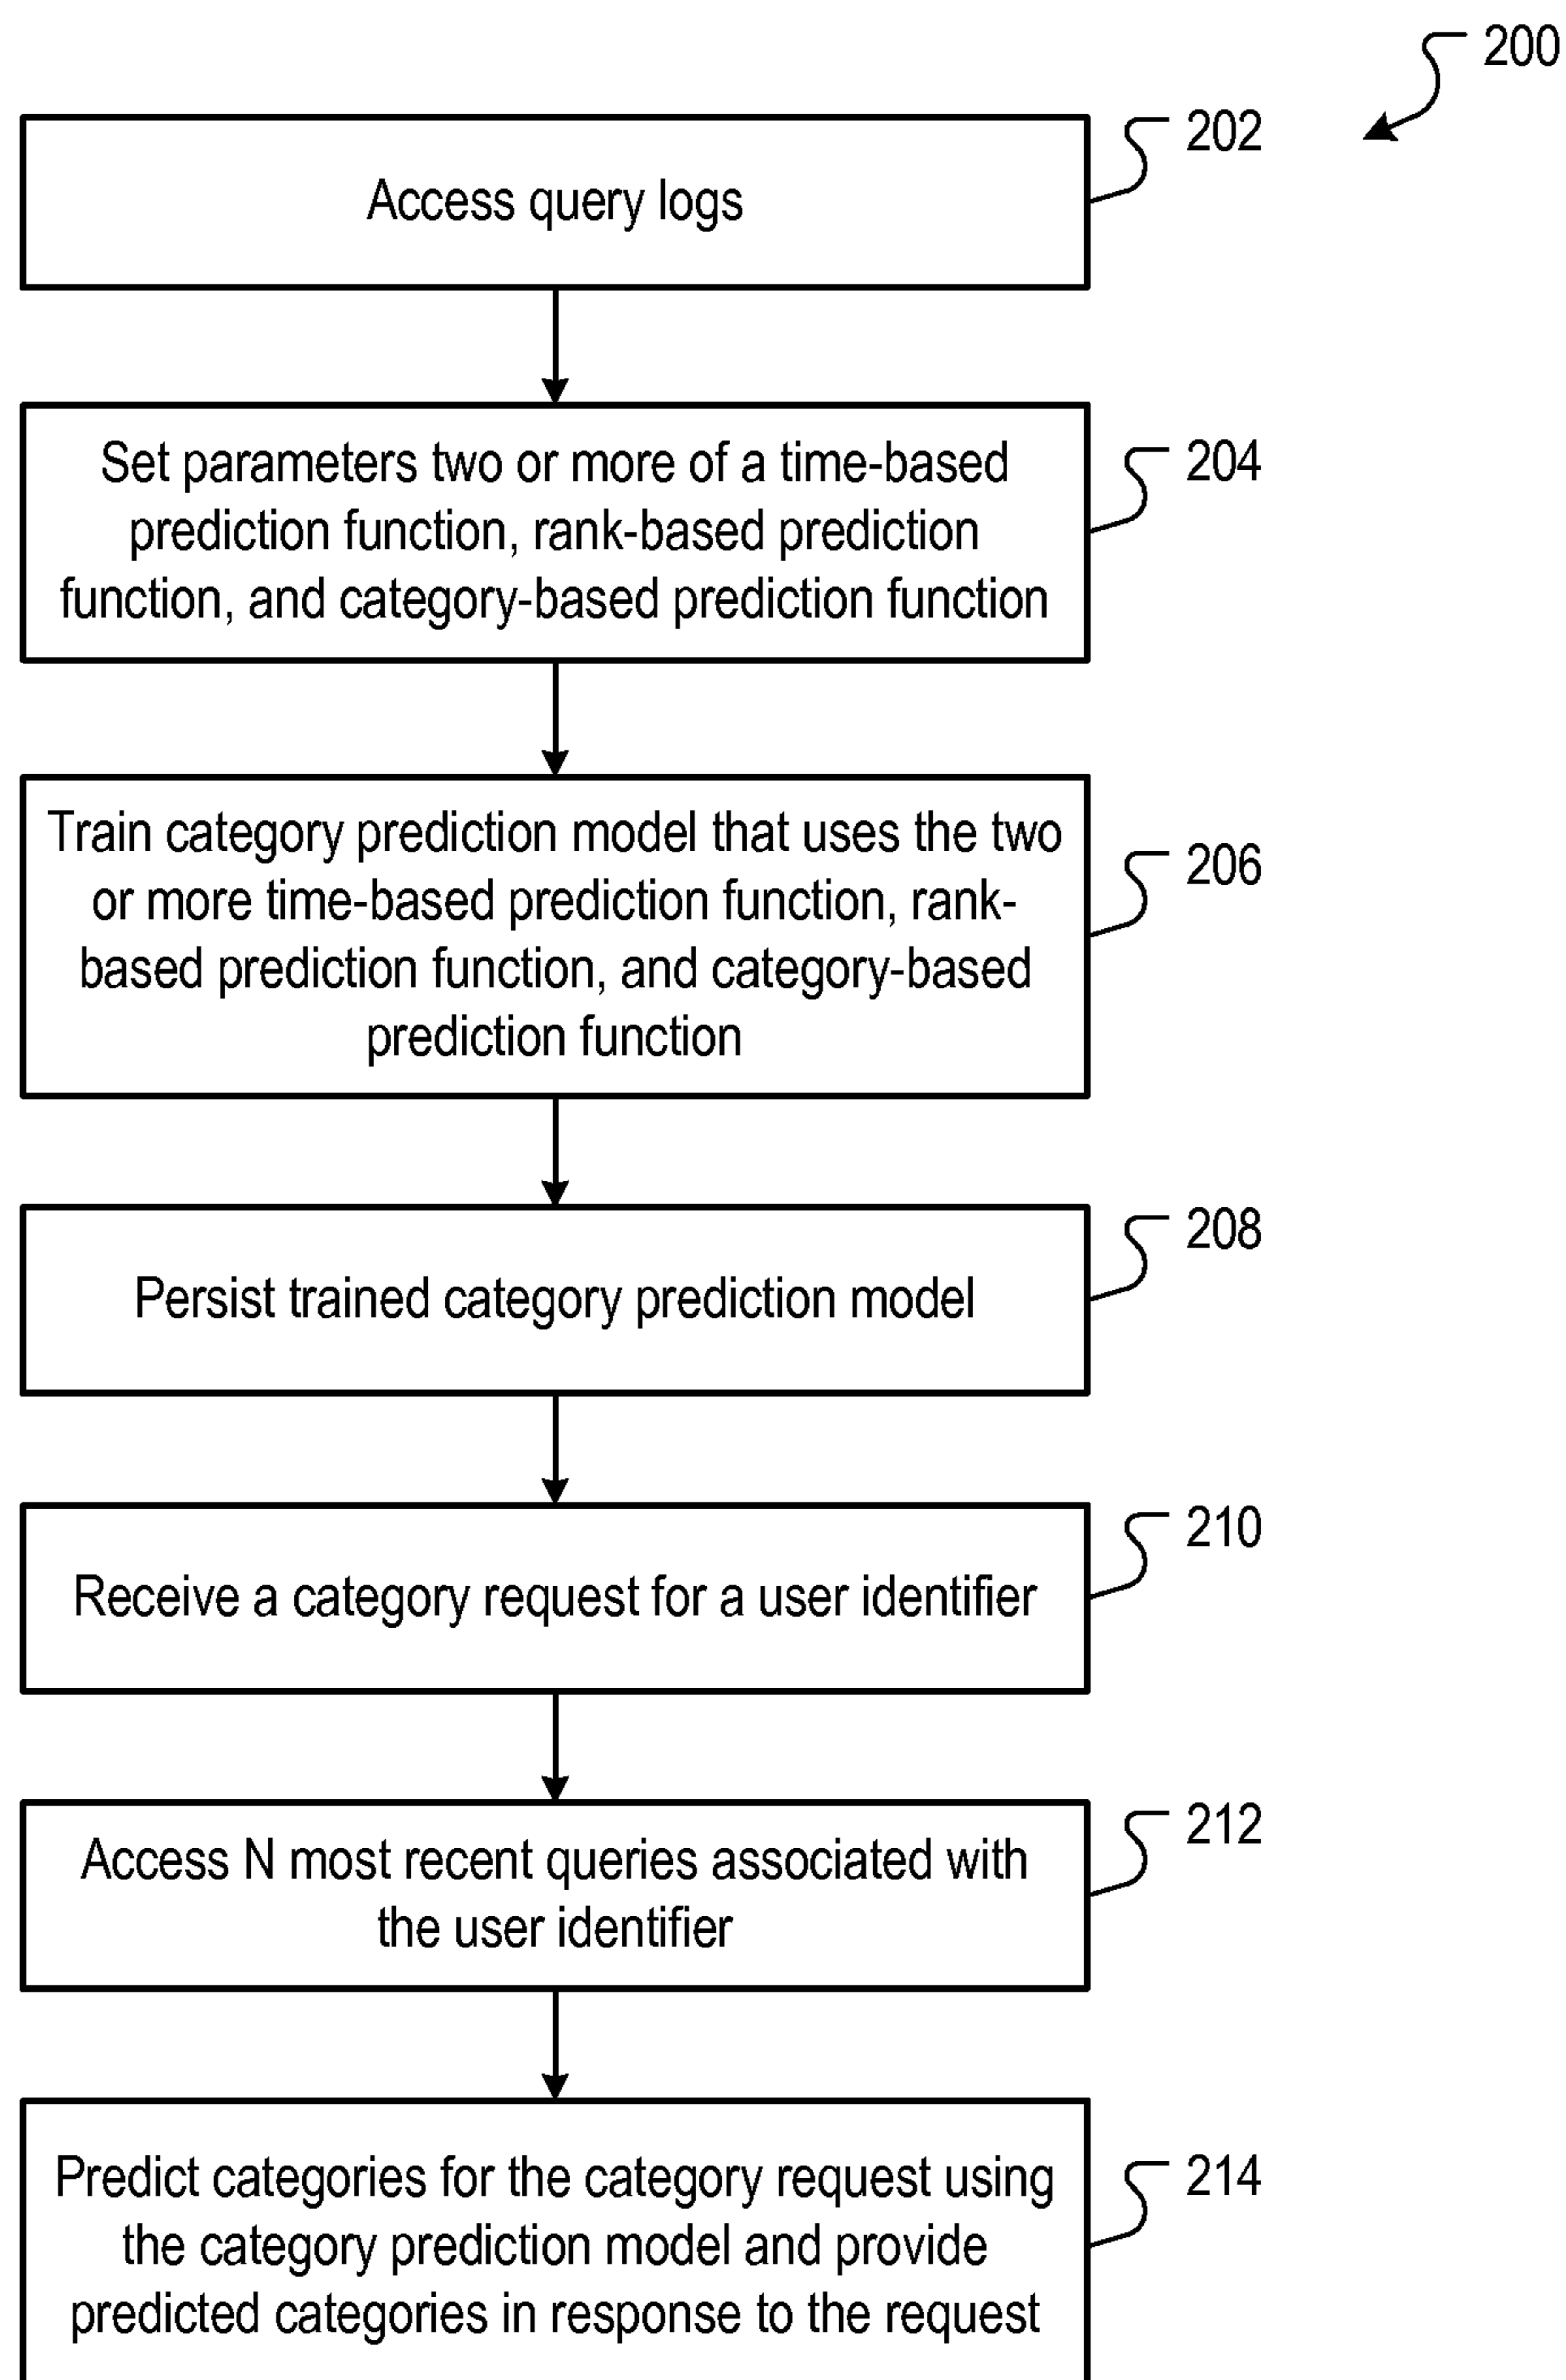 200
202
Access query logs
204
Set parameters two or more of a time-based
prediction function, rank-based prediction
function, and category-based prediction function
206
Train category prediction model that uses the two
or more time-based prediction function, rank-
based prediction function, and category-based
prediction function
208
Persist trained category prediction model
210
Receive a category request for a user identifier
212
Access N most recent queries associated with
the user identifier
214
Predict categories for the category request using
the category prediction model and provide
predicted categories in response to the request